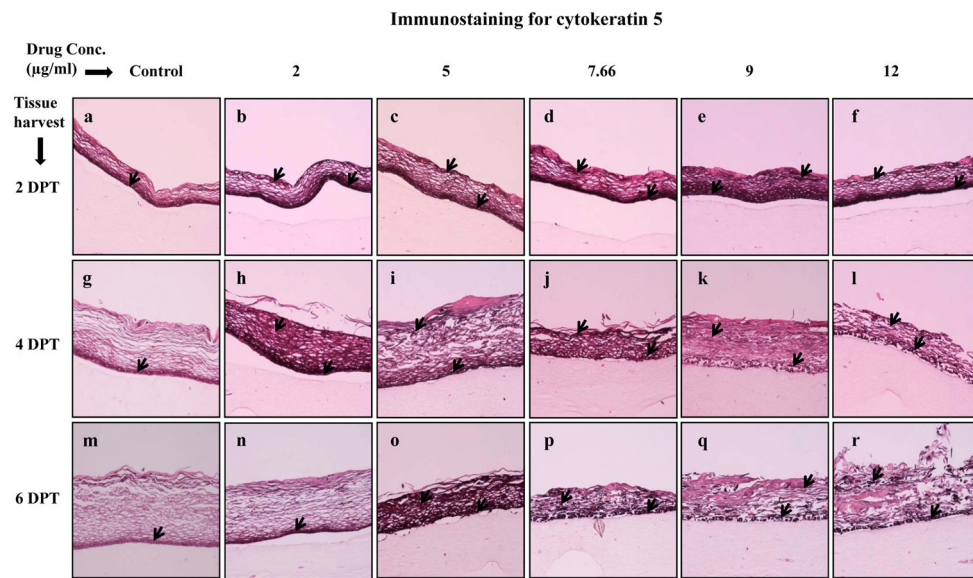 Immunostaining for cytokeratin 5
Drug Conc.
(µg/ml) Control 2 5 7.66 9 12
Tissue
harvest
a b c d e f
2 DPT
g h i j k l
4 DPT
m n o p q r
6 DPT